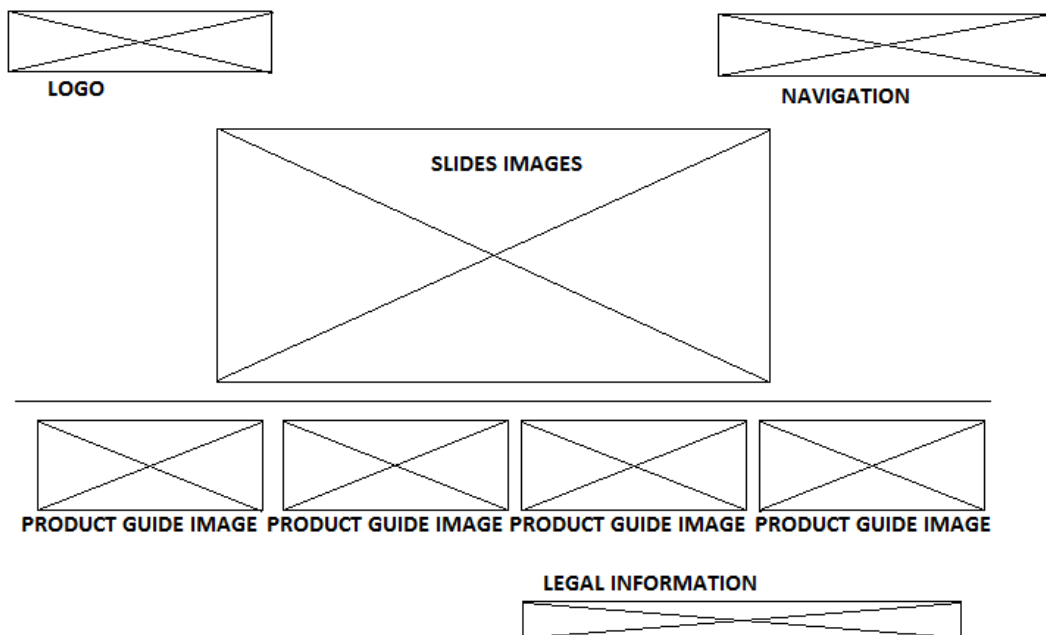 LOGO
NAVIGATION
SLIDES IMAGES
PRODUCT GUIDE IMAGE PRODUCT GUIDE IMAGE PRODUCT GUIDE IMAGE PRODUCT GUIDE IMAGE
LEGAL INFORMATION